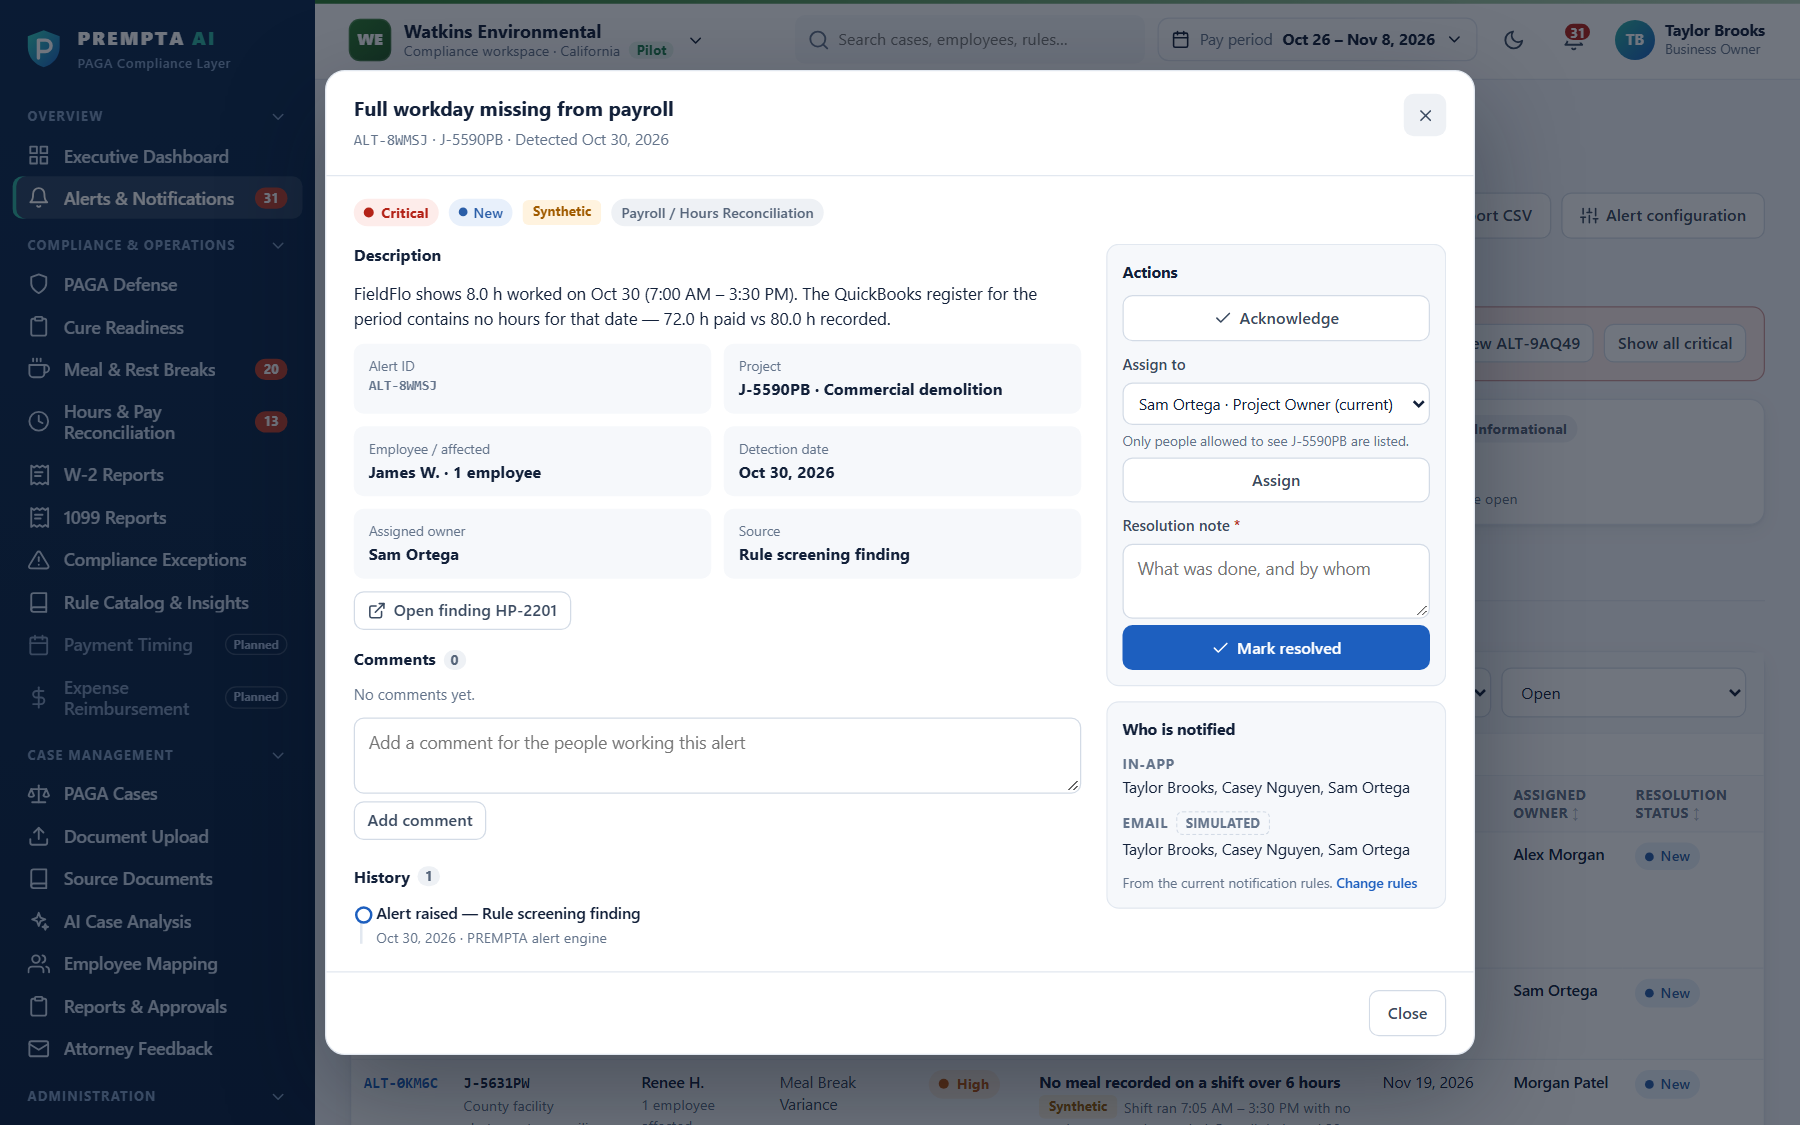 PREMPTA AI
PAGA Compliance Layer
OVERVIEW
Executive Dashboard
Alerts & Notifications 31
COMPLIANCE & OPERATIONS
PAGA Defense
Cure Readiness
Meal & Rest Breaks 20
Hours & Pay
Reconciliation 13
W-2 Reports
1099 Reports
Compliance Exceptions
Rule Catalog & Insights
Payment Timing Planned
Expense
Reimbursement Planned
CASE MANAGEMENT
PAGA Cases
Document Upload
Source Documents
AI Case Analysis
Employee Mapping
Reports & Approvals
Attorney Feedback
ADMINISTRATION
WE Watkins Environmental
Compliance workspace · California Pilot
Search cases, employees, rules...
Pay period Oct 26 – Nov 8, 2026
31
TB Taylor Brooks
Business Owner
Full workday missing from payroll
ALT-8WMSJ · J-5590PB · Detected Oct 30, 2026
Critical New Synthetic Payroll / Hours Reconciliation
Description
FieldFlo shows 8.0 h worked on Oct 30 (7:00 AM – 3:30 PM). The QuickBooks register for the
period contains no hours for that date — 72.0 h paid vs 80.0 h recorded.
Alert ID
ALT-8WMSJ
Project
J-5590PB · Commercial demolition
Employee / affected
James W. · 1 employee
Detection date
Oct 30, 2026
Assigned owner
Sam Ortega
Source
Rule screening finding
Open finding HP-2201
Comments 0
No comments yet.
Add a comment for the people working this alert
Add comment
History 1
Alert raised — Rule screening finding
Oct 30, 2026 · PREMPTA alert engine
Actions
Acknowledge
Assign to
Sam Ortega · Project Owner (current)
Only people allowed to see J-5590PB are listed.
Assign
Resolution note *
What was done, and by whom
Mark resolved
Who is notified
IN-APP
Taylor Brooks, Casey Nguyen, Sam Ortega
EMAIL SIMULATED
Taylor Brooks, Casey Nguyen, Sam Ortega
From the current notification rules. Change rules
Close
ort CSV Alert configuration
ew ALT-9AQ49 Show all critical
Informational
e open
Open
ASSIGNED
OWNER
RESOLUTION
STATUS
Alex Morgan New
Sam Ortega New
ALT-0KM6C J-5631PW Renee H. Meal Break High No meal recorded on a shift over 6 hours Nov 19, 2026 Morgan Patel New
County facility 1 employee Variance Synthetic Shift ran 7:05 AM – 3:30 PM with no